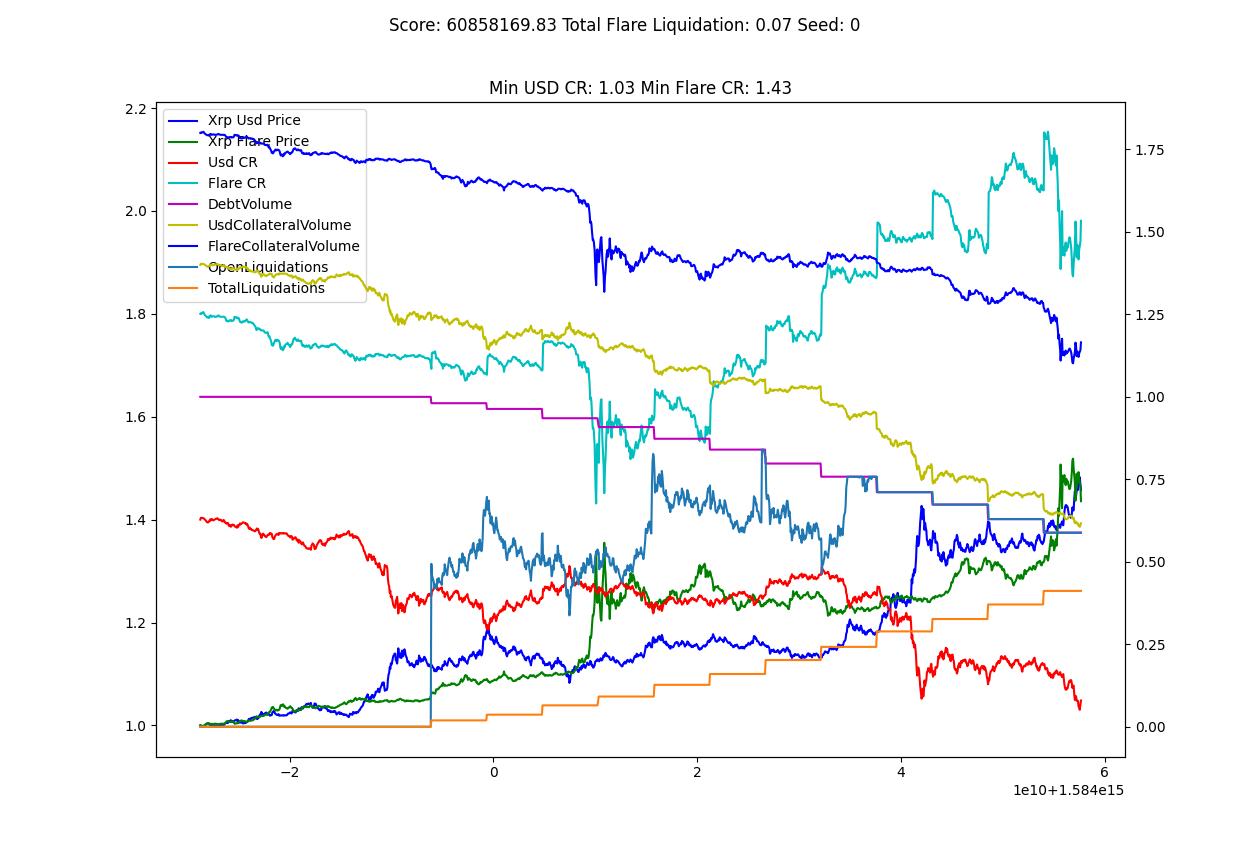 Score: 60858169.83 Total Flare Liquidation: 0.07 Seed: 0
Min USD CR: 1.03 Min Flare CR: 1.43
Xrp Usd Price
Xrp Flare Price
Usd CR
Flare CR
DebtVolume
UsdCollateralVolume
FlareCollateralVolume
OpenLiquidations
TotalLiquidations
2.2
2.0
1.8
1.6
1.4
1.2
1.0
1.75
1.50
1.25
1.00
0.75
0.50
0.25
0.00
−2
0
2
4
6
1e10+1.584e15